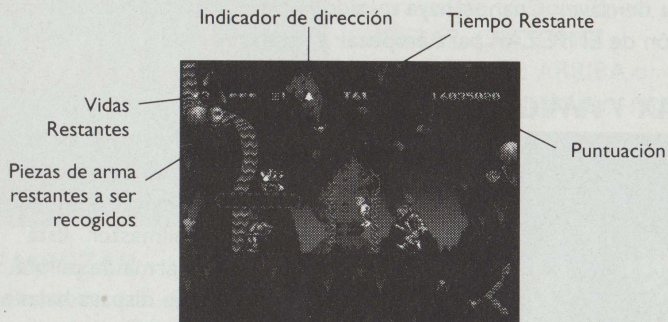 Indicador de dirección
Tiempo Restante
Vidas
Restantes
Puntuación
Piezas de arma
restantes a ser
recogidos